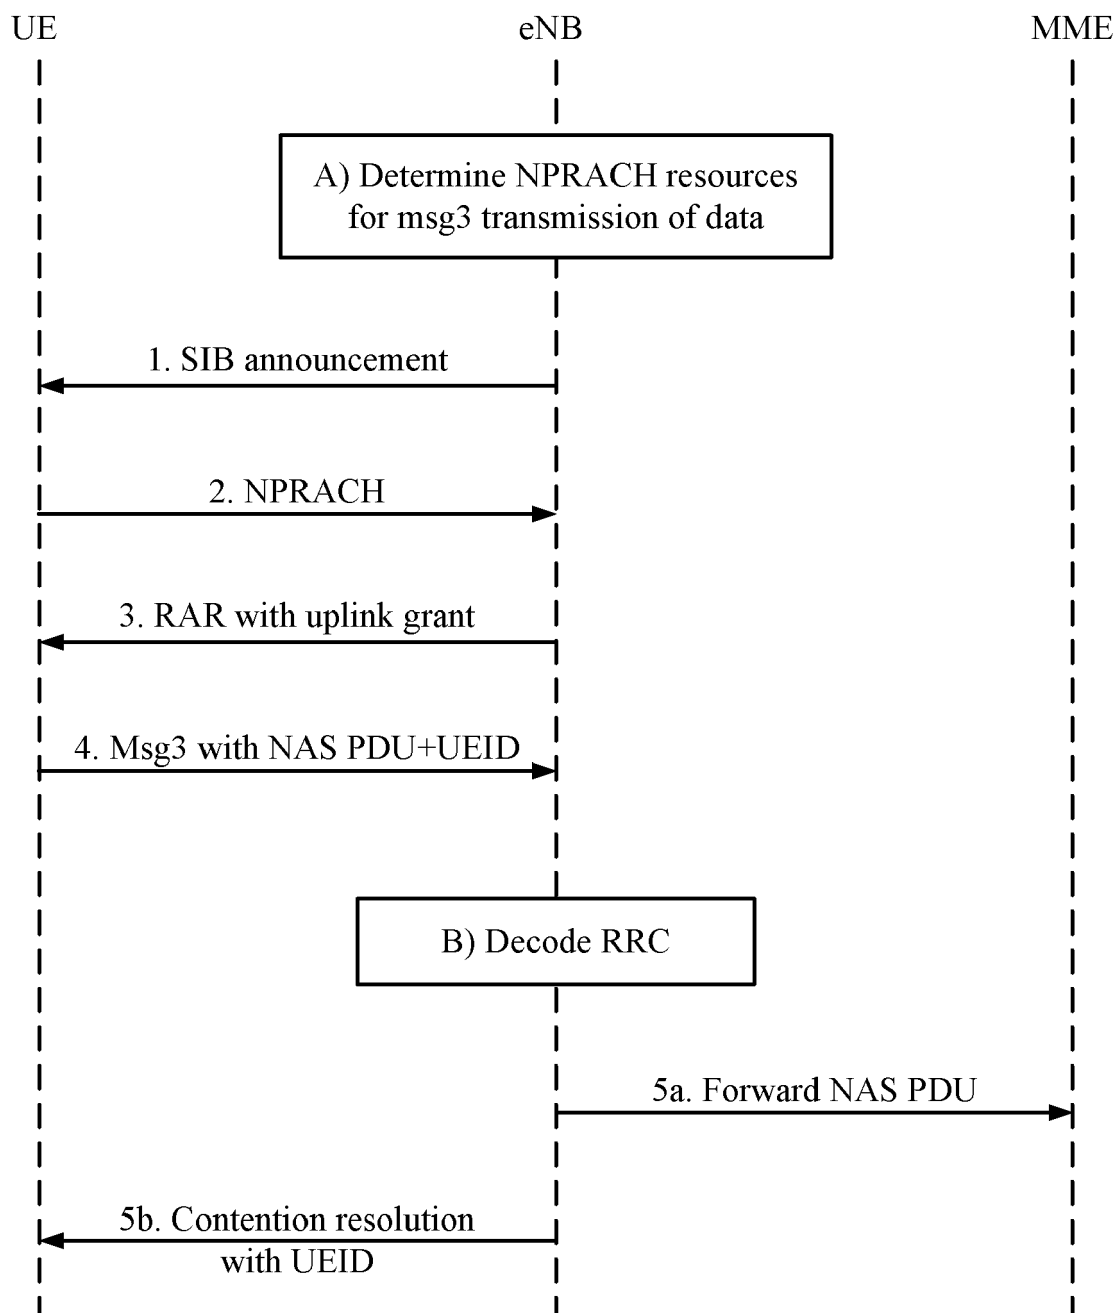 UE eNB MME
A) Determine NPRACH resources
for msg3 transmission of data
1. SIB announcement
2. NPRACH
3. RAR with uplink grant
4. Msg3 with NAS PDU+UEID
B) Decode RRC
5a. Forward NAS PDU
5b. Contention resolution
with UEID